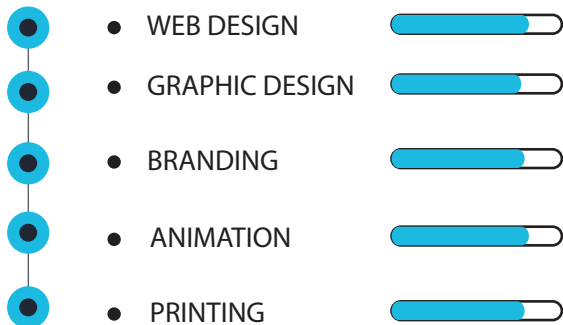 WEB DESIGN
GRAPHIC DESIGN
BRANDING
ANIMATION
PRINTING